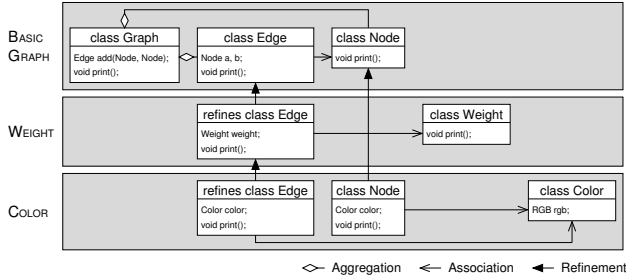 BASIC
GRAPH
class Graph
Edge add(Node, Node);
void print();
class Edge
Node a, b;
void print();
class Node
void print();
WEIGHT
refines class Edge
Weight weight;
void print();
class Weight
void print();
COLOR
refines class Edge
Color color;
void print();
class Node
Color color;
void print();
class Color
RGB rgb;
Aggregation
Association
Refinement